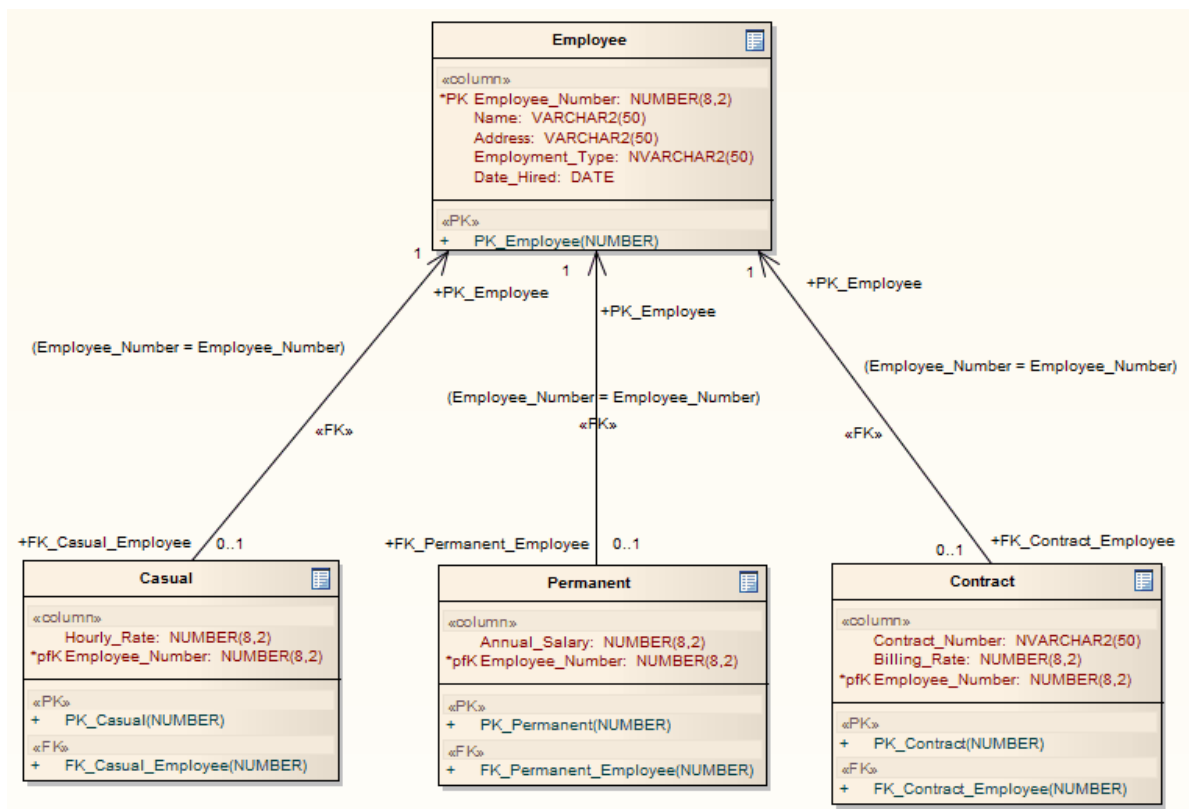 Employee
«column»
*PK Employee_Number: NUMBER(8,2)
Name: VARCHAR2(50)
Address: VARCHAR2(50)
Employment_Type: NVARCHAR2(50)
Date_Hired: DATE
«PK»
+ PK_Employee(NUMBER)
1
1
1
+PK_Employee
+PK_Employee
+PK_Employee
(Employee_Number = Employee_Number)
(Employee_Number = Employee_Number)
(Employee_Number = Employee_Number)
«FK»
«FK»
«FK»
+FK_Casual_Employee
0..1
+FK_Permanent_Employee
0..1
+FK_Contract_Employee
0..1
Casual
«column»
Hourly_Rate: NUMBER(8,2)
*pfK Employee_Number: NUMBER(8,2)
«PK»
+ PK_Casual(NUMBER)
«FK»
+ FK_Casual_Employee(NUMBER)
Permanent
«column»
Annual_Salary: NUMBER(8,2)
*pfK Employee_Number: NUMBER(8,2)
«PK»
+ PK_Permanent(NUMBER)
«FK»
+ FK_Permanent_Employee(NUMBER)
Contract
«column»
Contract_Number: NVARCHAR2(50)
Billing_Rate: NUMBER(8,2)
*pfK Employee_Number: NUMBER(8,2)
«PK»
+ PK_Contract(NUMBER)
«FK»
+ FK_Contract_Employee(NUMBER)